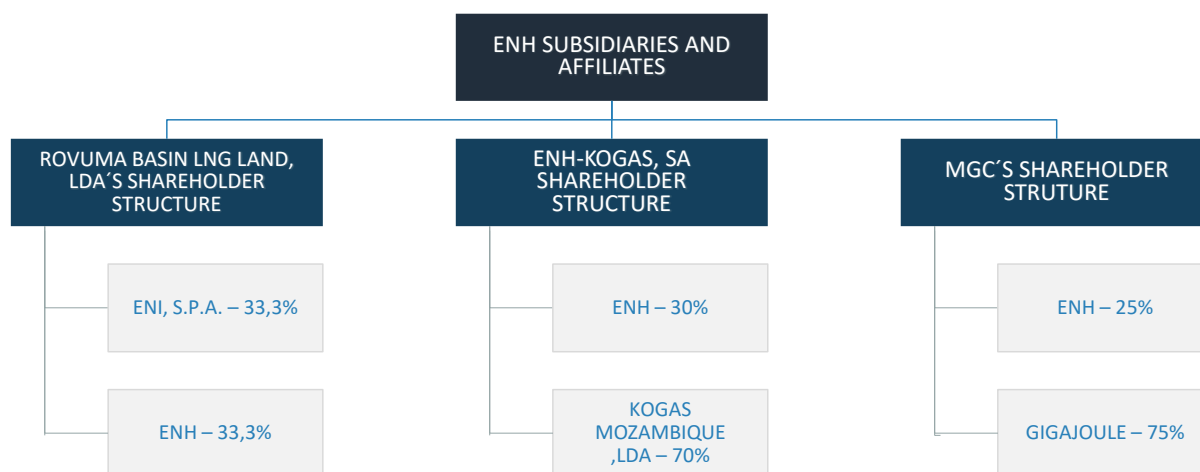 ENH SUBSIDIARIES AND
AFFILIATES
ROVUMA BASIN LNG LAND,
LDA´S SHAREHOLDER
STRUCTURE
ENI, S.P.A. – 33,3%
ENH – 33,3%
ENH-KOGAS, SA
SHAREHOLDER
STRUCTURE
ENH – 30%
KOGAS
MOZAMBIQUE
,LDA – 70%
MGC´S SHAREHOLDER
STRUTURE
ENH – 25%
GIGAJOULE – 75%